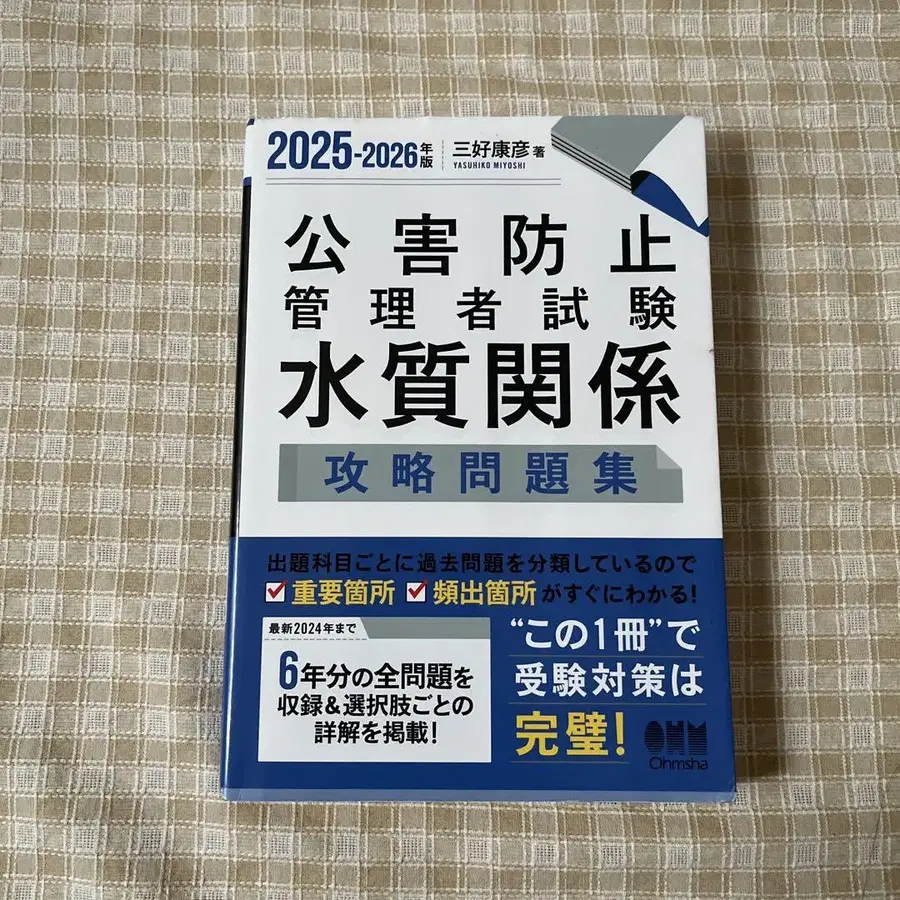 2025-2026年版 三好康彦 著
YASUHIKO MIYOSHI
公害防止
管理者試験
水質関係
攻略問題集
出題科目ごとに過去問題を分類しているので
重要箇所 頻出箇所がすぐにわかる!
最新2024年まで
6年分の全問題を
収録&選択肢ごとの
詳解を掲載!
“この1冊”で
受験対策は
完璧!
OHM
Ohmsha